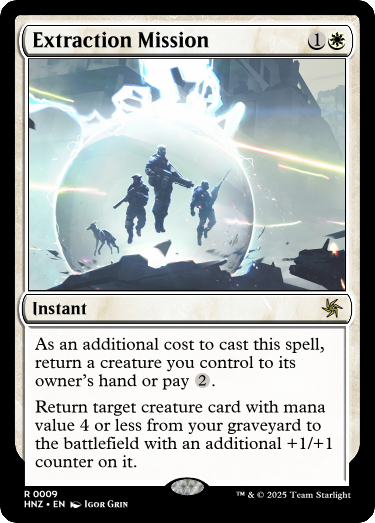 Extraction Mission 1
Instant
As an additional cost to cast this spell,
return a creature you control to its
owner's hand or pay 2.
Return target creature card with mana
value 4 or less from your graveyard to
the battlefield with an additional +1/+1
counter on it.
R 0009
HNZ • EN Igor Grin
™ & © 2025 Team Starlight